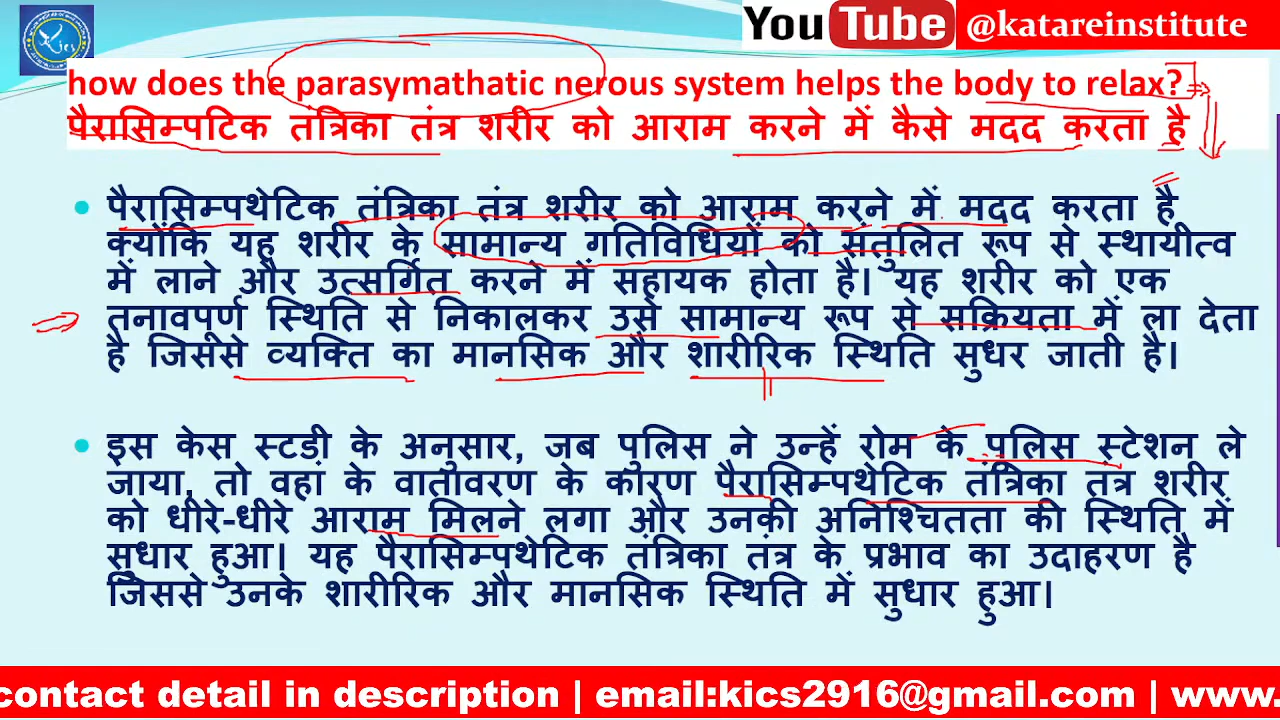 YouTube @katareinstitute
how does the parasymathatic nerous system helps the body to relax?
पैरासिम्पटिक तंत्रिका तंत्र शरीर को आराम करने में कैसे मदद करता है
पैरासिम्पथेटिक तंत्रिका तंत्र शरीर को आराम करने में मदद करता है
क्योंकि यह शरीर के सामान्य गतिविधियों को संतुलित रूप से स्थायीत्व
में लाने और उत्सर्गित करने में सहायक होता है। यह शरीर को एक
तनावपूर्ण स्थिति से निकालकर उसे सामान्य रूप से सक्रियता में ला देता
है जिससे व्यक्ति का मानसिक और शारीरिक स्थिति सुधर जाती है।
इस केस स्टडी के अनुसार, जब पुलिस ने उन्हें रोम के पुलिस स्टेशन ले
जाया, तो वहां के वातावरण के कारण पैरासिम्पथेटिक तंत्रिका तंत्र शरीर
को धीरे-धीरे आराम मिलने लगा और उनकी अनिश्चितता की स्थिति में
सुधार हुआ। यह पैरासिम्पथेटिक तंत्रिका तंत्र के प्रभाव का उदाहरण है
जिससे उनके शारीरिक और मानसिक स्थिति में सुधार हुआ।
contact detail in description | email:kics2916@gmail.com | www.